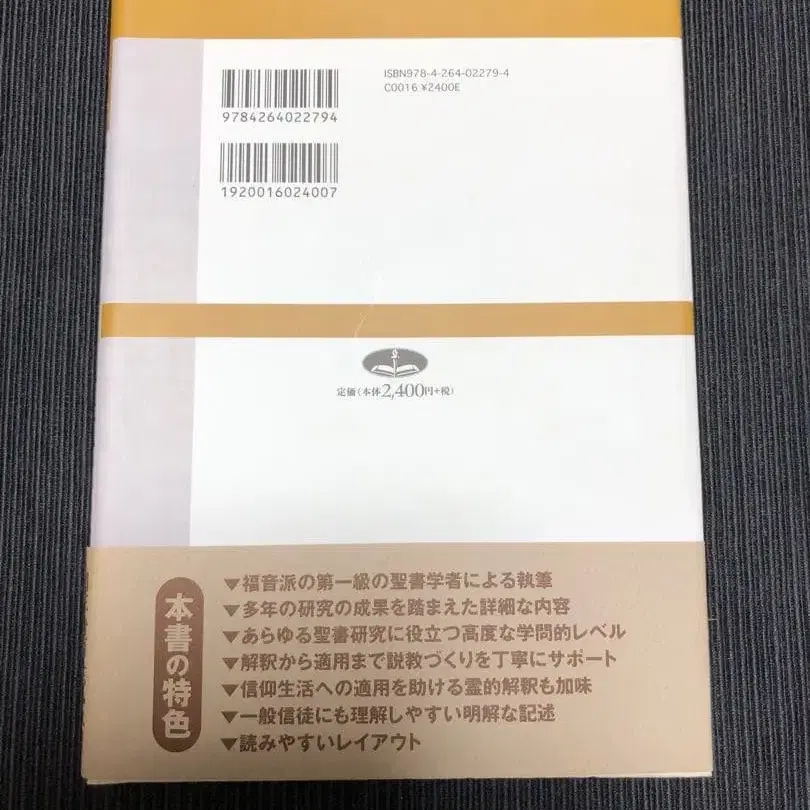 ISBN978-4-264-02279-4
C0016 ¥2400E
9784264022794
1920016024007
定価(本体2,400円+税)
本書の特色
▼福音派の第一級の聖書学者による執筆
▼多年の研究の成果を踏まえた詳細な内容
▼あらゆる聖書研究に役立つ高度な学問的レベル
▼解釈から適用まで説教づくりを丁寧にサポート
▼信仰生活への適用を助ける霊的解釈も加味
▼一般信徒にも理解しやすい明解な記述
▼読みやすいレイアウト